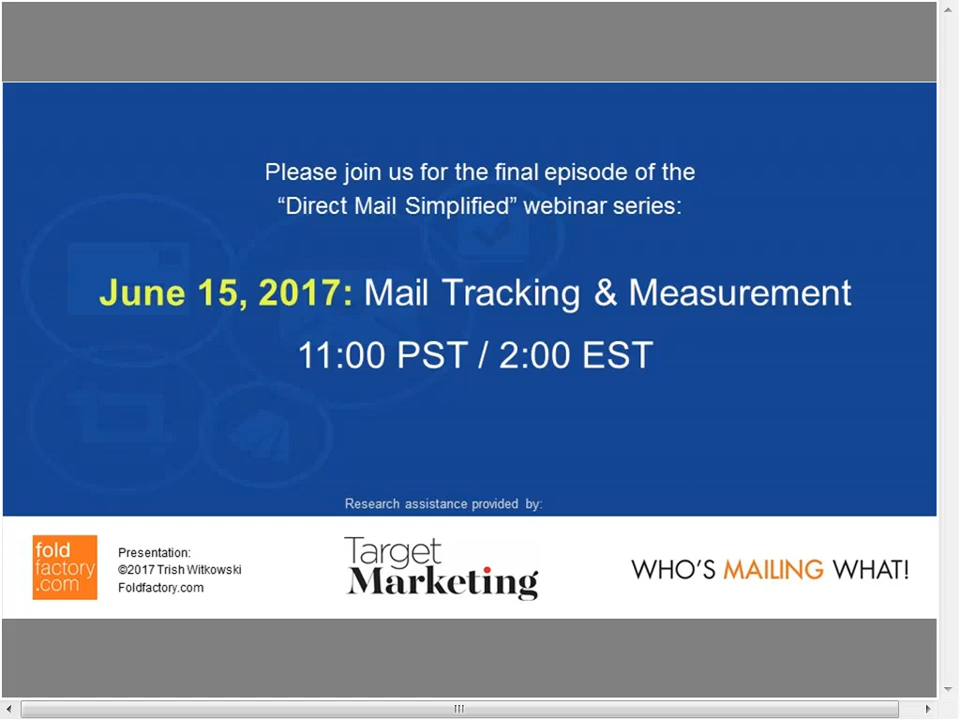 Please join us for the final episode of the
“Direct Mail Simplified” webinar series:
June 15, 2017: Mail Tracking & Measurement
11:00 PST / 2:00 EST
Research assistance provided by:
fold
factory
.com
Presentation:
©2017 Trish Witkowski
Foldfactory.com
Target
Marketing
WHO'S MAILING WHAT!